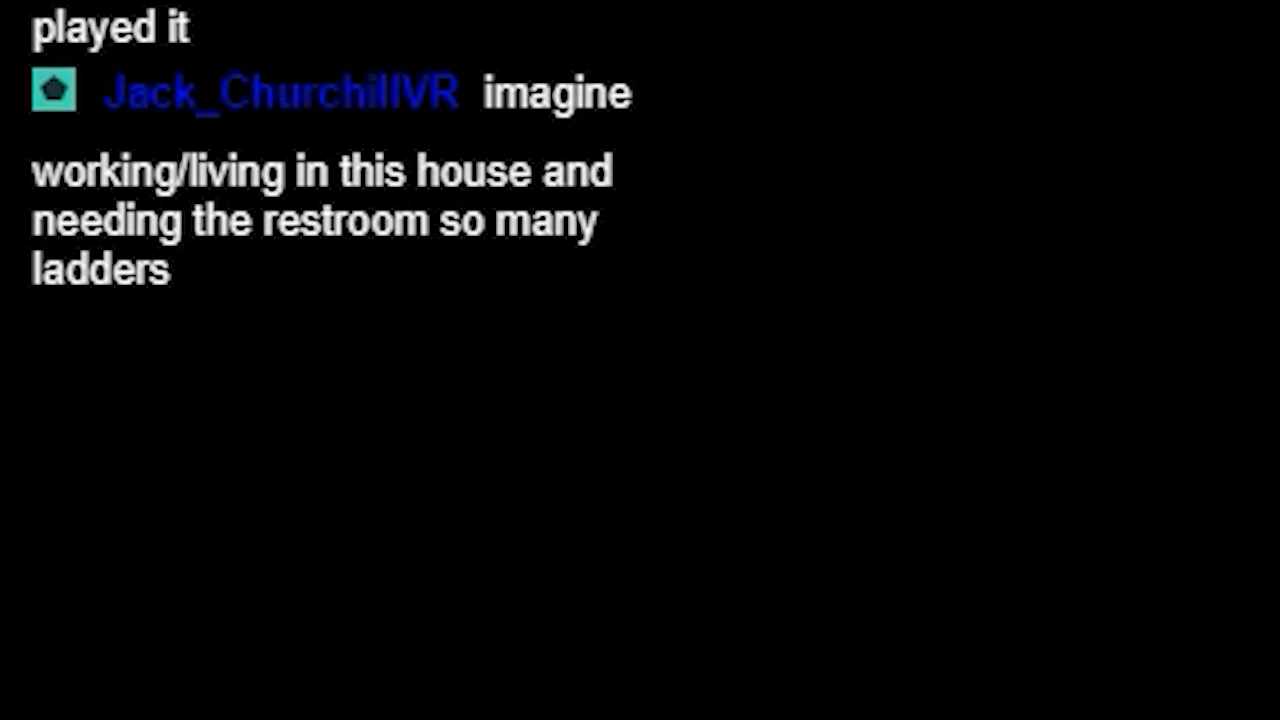 played it
Jack_ChurchillVR imagine
working/living in this house and
needing the restroom so many
ladders